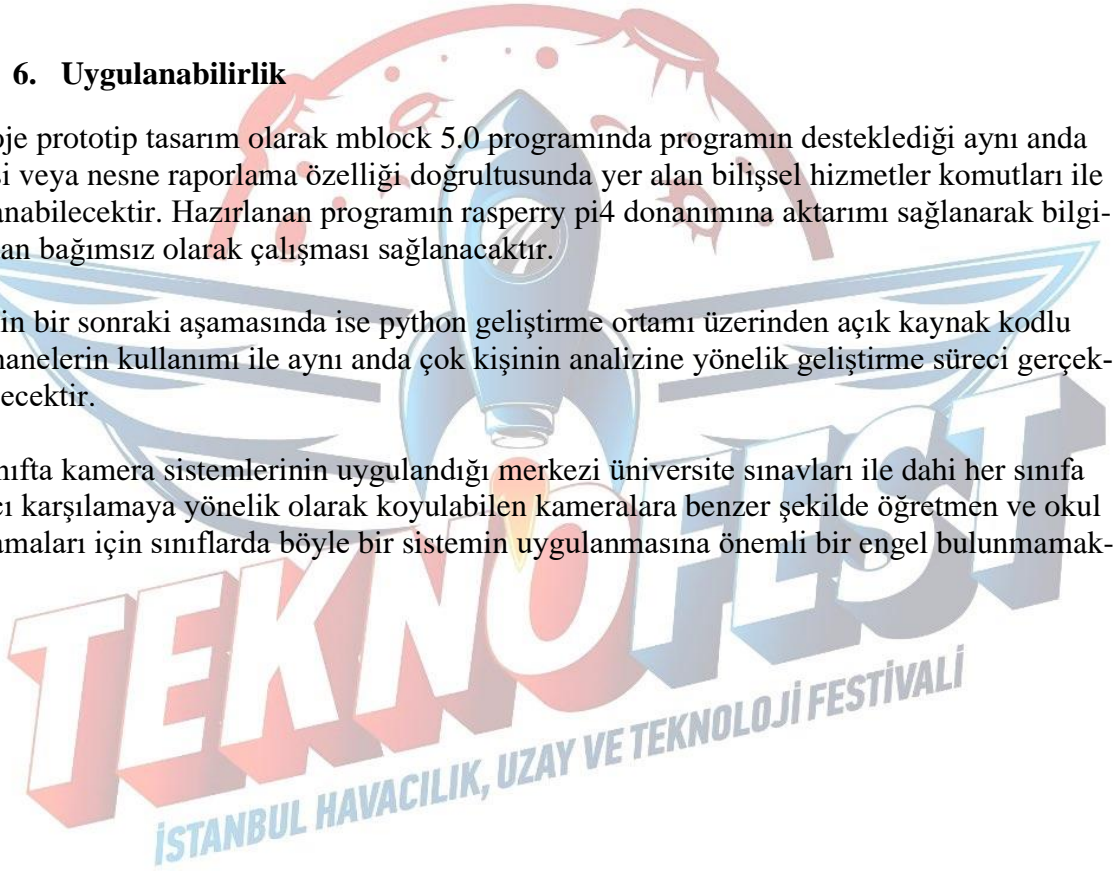 6. Uygulanabilirlik
oje prototip tasarım olarak mblock 5.0 programında programın desteklediği aynı anda
si veya nesne raporlama özelliği doğrultusunda yer alan bilişsel hizmetler komutları ile
anabilecektir. Hazırlanan programın rasperry pi4 donanımına aktarımı sağlanarak bilgi-
an bağımsız olarak çalışması sağlanacaktır.
in bir sonraki aşamasında ise python geliştirme ortamı üzerinden açık kaynak kodlu
hanelerin kullanımı ile aynı anda çok kişinin analizine yönelik geliştirme süreci gerçek-
ecektir.
nıfta kamera sistemlerinin uygulandığı merkezi üniversite sınavları ile dahi her sınıfa
cı karşılamaya yönelik olarak koyulabilen kameralara benzer şekilde öğretmen ve okul
amaları için sınıflarda böyle bir sistemin uygulanmasına önemli bir engel bulunmamak-
TEKNOFEST
İSTANBUL HAVACILIK, UZAY VE TEKNOLOJİ FESTİVALİ